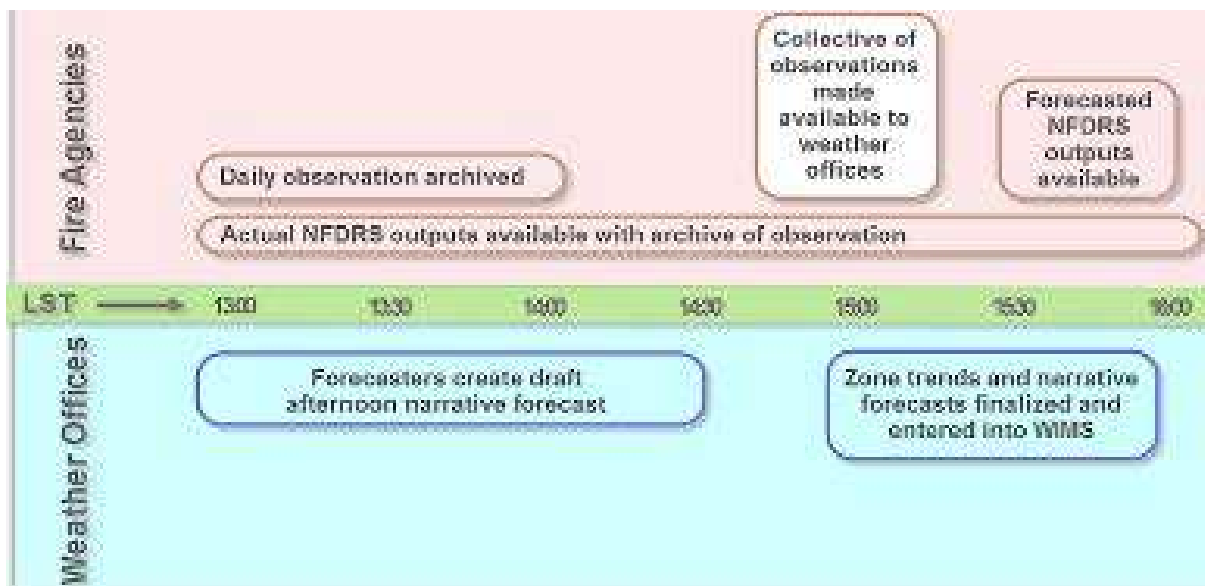 Fire Agencies
Collective of
observations
made
available to
weather
offices
Forecasted
NFDRS
outputs
available
Daily observation archived
Actual NFDRS outputs available with archive of observation
LST
1300
1330
1400
1430
1500
1530
1600
Weather Offices
Forecasters create draft
afternoon narrative forecast
Zone trends and narrative
forecasts finalized and
entered into WIMS